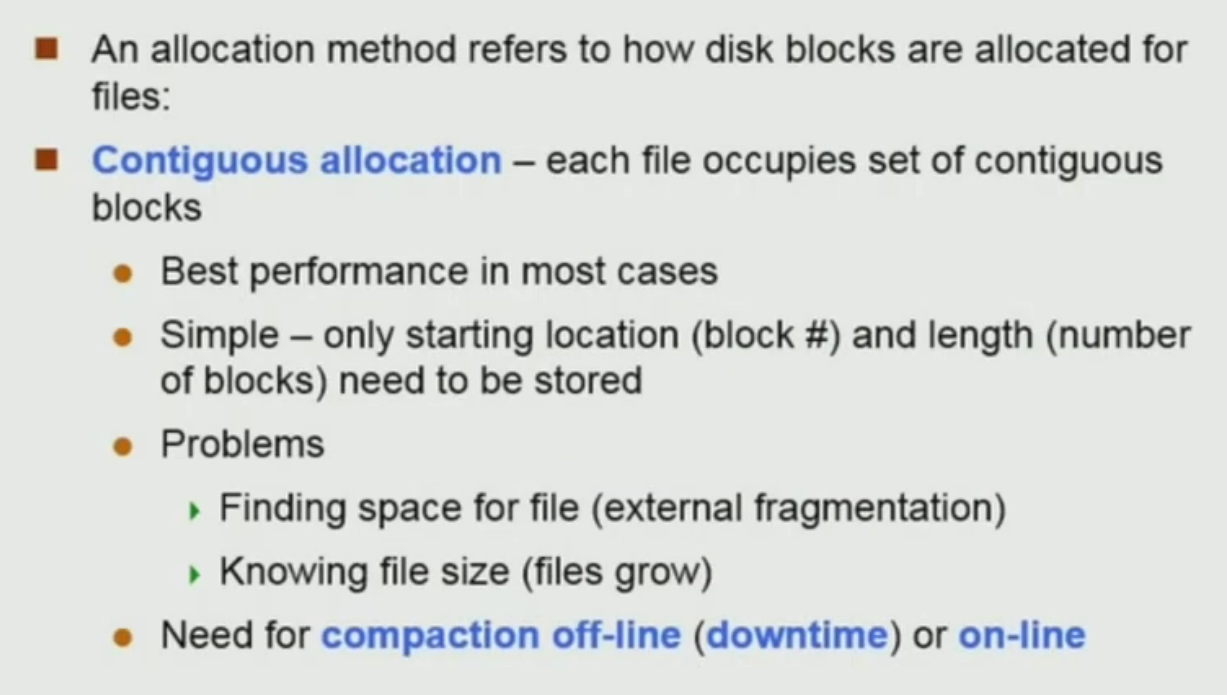 An allocation method refers to how disk blocks are allocated for
files:
Contiguous allocation – each file occupies set of contiguous
blocks
Best performance in most cases
Simple – only starting location (block #) and length (number
of blocks) need to be stored
Problems
Finding space for file (external fragmentation)
Knowing file size (files grow)
Need for compaction off-line (downtime) or on-line